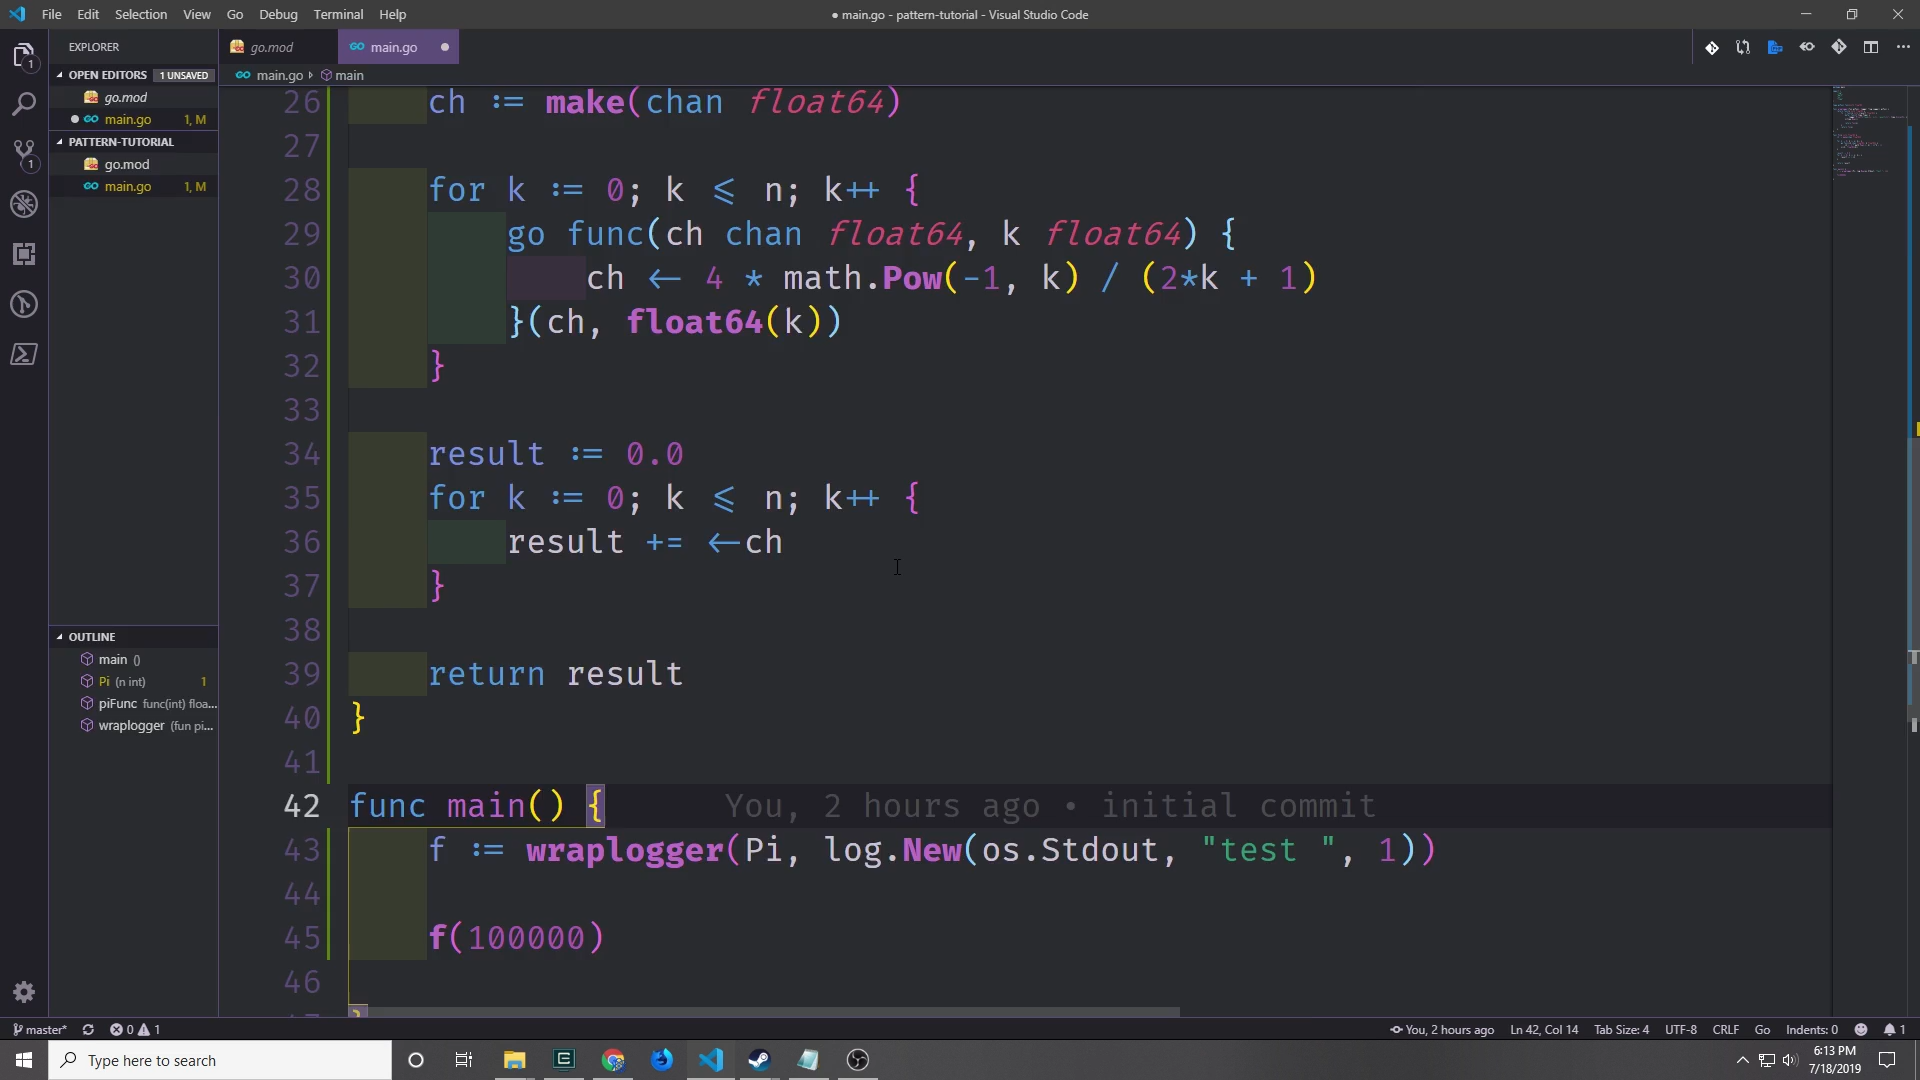 File Edit Selection View Go Debug Terminal Help
● main.go - pattern-tutorial - Visual Studio Code
EXPLORER
go.mod
main.go
OPEN EDITORS 1 UNSAVED
main.go › main
go.mod
main.go 1, M
PATTERN-TUTORIAL
go.mod
main.go 1, M
26 ch := make(chan float64)
27
28 for k := 0; k <= n; k++ {
29 go func(ch chan float64, k float64) {
30 ch <- 4 * math.Pow(-1, k) / (2*k + 1)
31 }(ch, float64(k))
32 }
33
34 result := 0.0
35 for k := 0; k <= n; k++ {
36 result += <-ch
37 }
38
39 return result
40 }
41
42 func main() { You, 2 hours ago • initial commit
43 f := wraplogger(Pi, log.New(os.Stdout, "test ", 1))
44
45 f(100000)
46
OUTLINE
main ()
Pi (n int) 1
piFunc func(int) floa...
wraplogger (fun pi...
master* 0 1 You, 2 hours ago Ln 42, Col 14 Tab Size: 4 UTF-8 CRLF Go Indents: 0 1
Type here to search
6:13 PM
7/18/2019